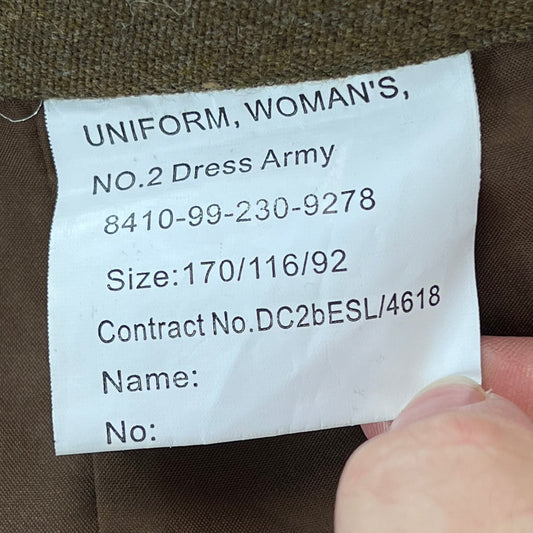 UNIFORM, WOMAN'S,
NO.2 Dress Army
8410-99-230-9278
Size:170/116/92
Contract No.DC2bESL/4618
Name:
No: